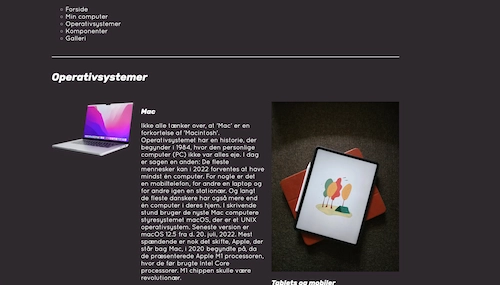 Forside
Min computer
Operativsystemer
Komponenter
Galleri
Operativsystemer
Mac
Ikke alle tænker over, at 'Mac' er en
forkortelse af 'Macintosh'.
Operativsystemet har en historie, der
begynder i 1984, hvor den personlige
computer (PC) ikke var alles eje. I dag
er sagen en anden: De fleste
mennesker kan i 2022 forventes at have
mindst én computer. For nogle er det
en mobiltelefon, for andre en laptop og
for andre igen en stationær. Og langt
de fleste danskere har også mere end
én computer i deres hjem. I skrivende
stund bruger de nyste Mac computere
styresystemet macOS, der er et UNIX
operativsystem. Seneste version er
macOS 12.5 fra d. 20. juli, 2022. Mest
spændende er nok det skifte, Apple, der
står bag Mac, i 2020 begyndte på, da
de præsenterede Apple M1 processoren,
hvor de før brugte Intel Core
processorer. M1 chippen skulle være
revolutionær.
Tablets og mobiler